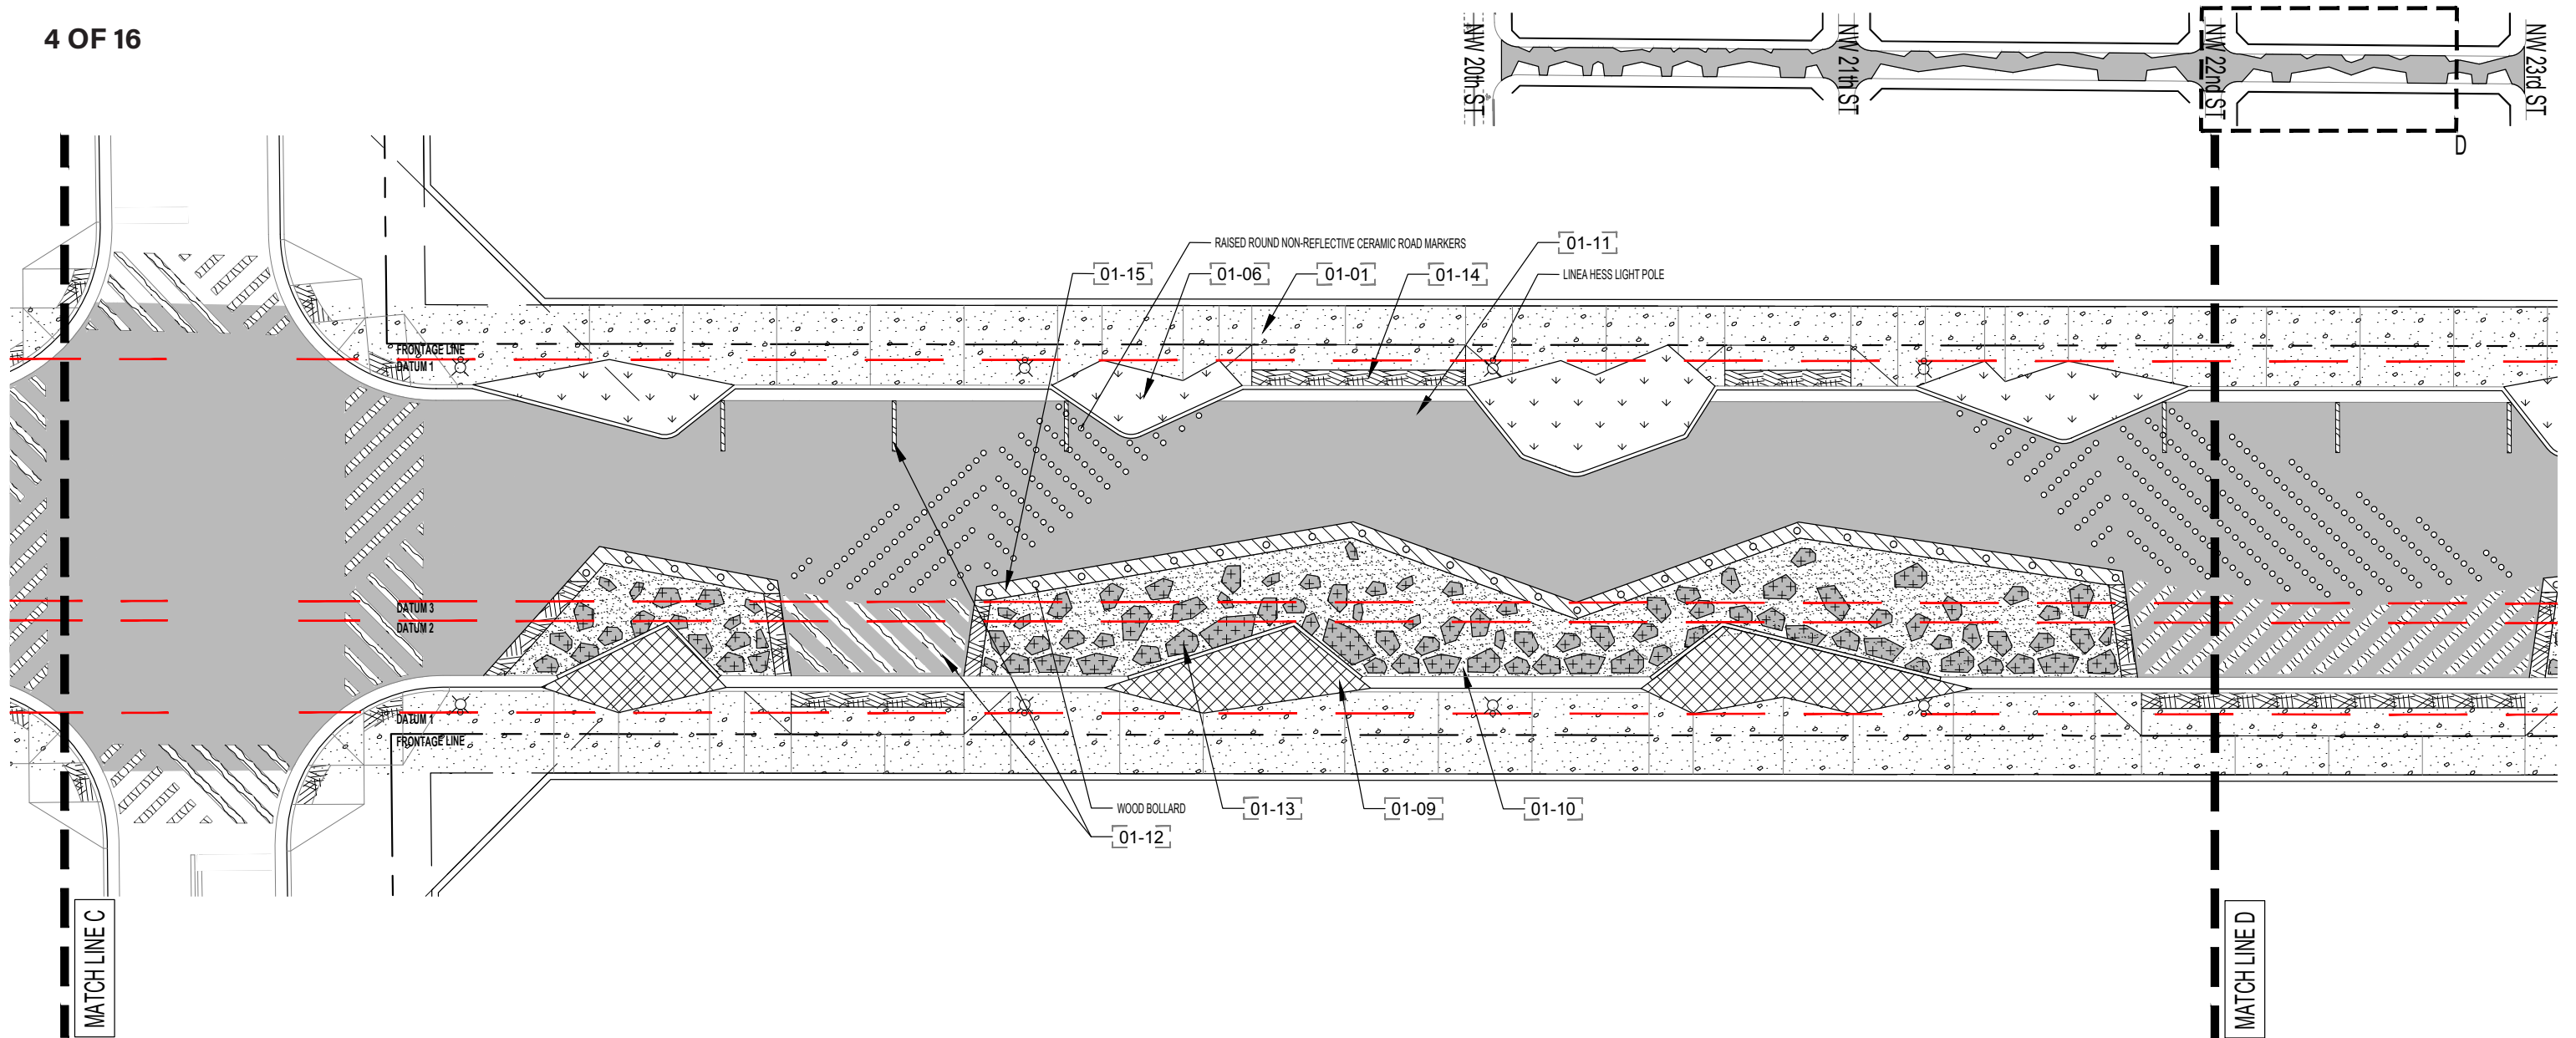 4 OF 16
NW 20th ST
NW 21th ST
NW 22nd ST
NW 23rd ST
D
RAISED ROUND NON-REFLECTIVE CERAMIC ROAD MARKERS
01-11
01-15
01-06
01-01
01-14
LINEA HESS LIGHT POLE
FRONTAGE LINE
DATUM 1
DATUM 3
DATUM 2
DATUM 1
FRONTAGE LINE
WOOD BOLLARD
01-13
01-09
01-10
01-12
MATCH LINE C
MATCH LINE D